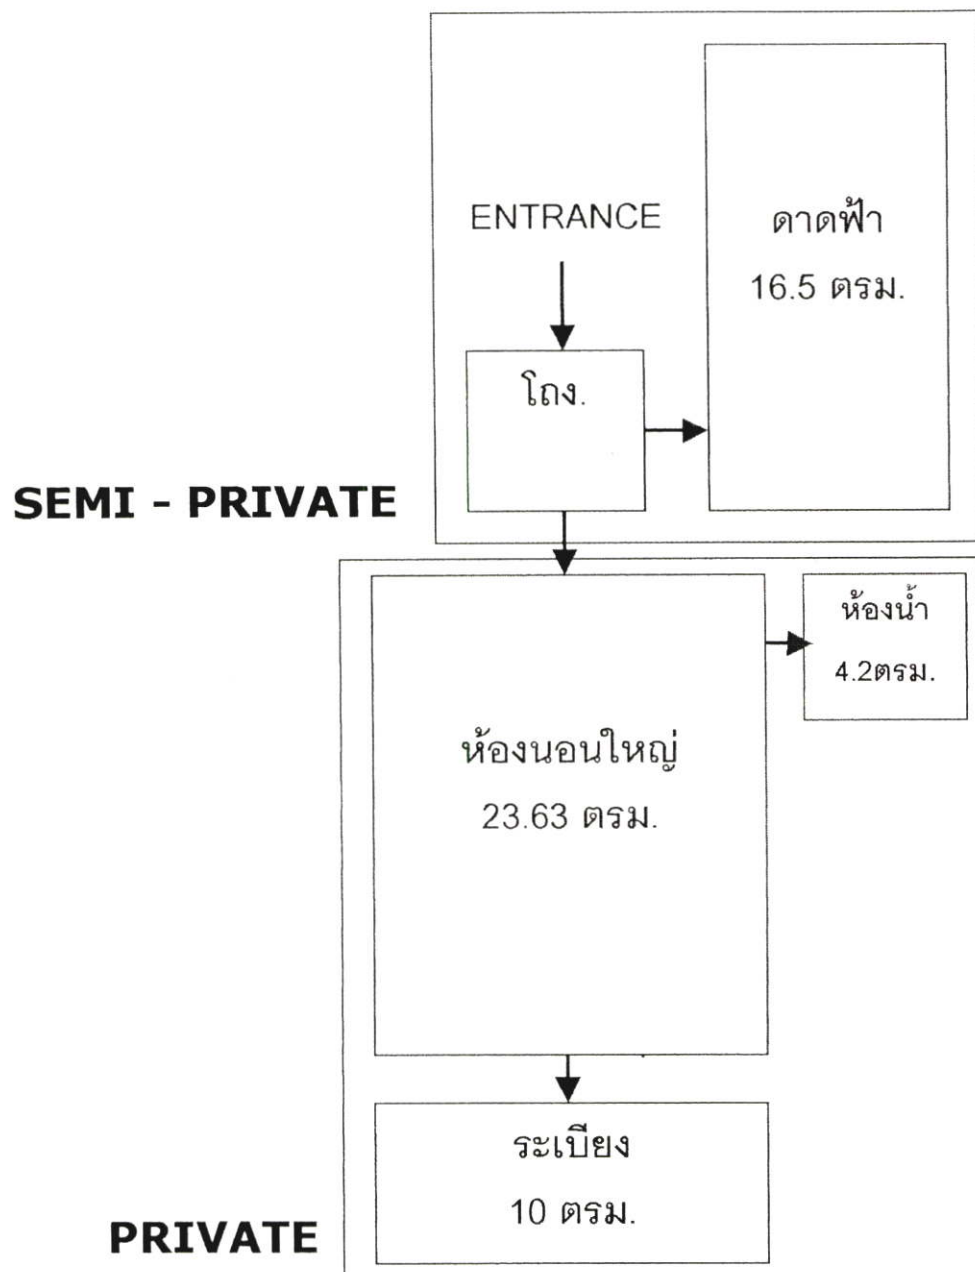 ENTRANCE
ดาดฟ้า
16.5 ตรม.
โถง.
SEMI - PRIVATE
ห้องน้ำ
4.2ตรม.
ห้องนอนใหญ่
23.63 ตรม.
ระเบียง
10 ตรม.
PRIVATE